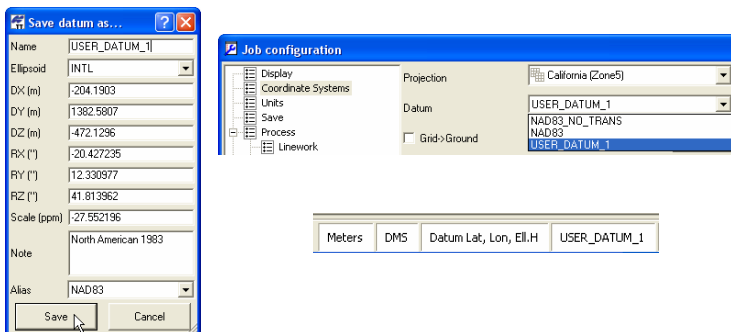 Save datum as...
Name USER_DATUM_1
Ellipsoid INTL
DX (m) -204.1903
DY (m) 1382.5807
DZ (m) -472.1296
RX (") -20.427235
RY (") 12.330977
RZ (") 41.813962
Scale (ppm) -27.552196
Note North American 1983
Alias NAD83
Save Cancel
Job configuration
Display
Coordinate Systems
Units
Save
Process
Linework
Projection California (Zone5)
Datum USER_DATUM_1
NAD83_NO_TRANS
NAD83
USER_DATUM_1
Grid->Ground
Meters DMS Datum Lat, Lon, Ell.H USER_DATUM_1